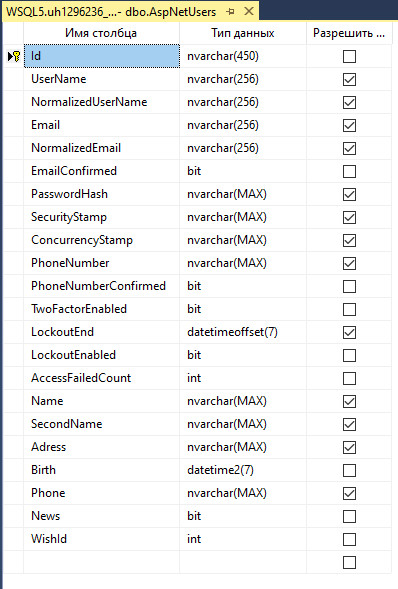 WSQL5.uh1296236_...- dbo.AspNetUsers
Имя столбца Тип данных Разрешить ...
Id nvarchar(450)
UserName nvarchar(256)
NormalizedUserName nvarchar(256)
Email nvarchar(256)
NormalizedEmail nvarchar(256)
EmailConfirmed bit
PasswordHash nvarchar(MAX)
SecurityStamp nvarchar(MAX)
ConcurrencyStamp nvarchar(MAX)
PhoneNumber nvarchar(MAX)
PhoneNumberConfirmed bit
TwoFactorEnabled bit
LockoutEnd datetimeoffset(7)
LockoutEnabled bit
AccessFailedCount int
Name nvarchar(MAX)
SecondName nvarchar(MAX)
Adress nvarchar(MAX)
Birth datetime2(7)
Phone nvarchar(MAX)
News bit
WishId int